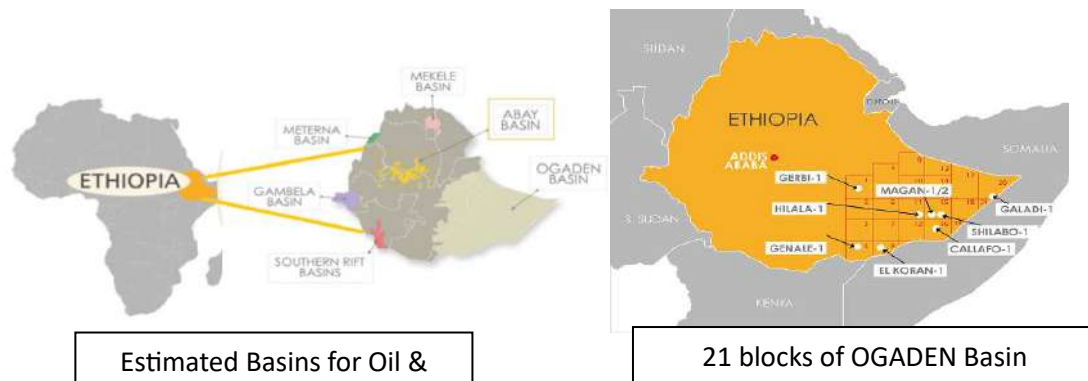 MEKELE
BASIN
METERNA
BASIN
ABAY
BASIN
ETHIOPIA
OGADEN
BASIN
GAMBELA
BASIN
SOUTHERN RIFT
BASINS
Estimated Basins for Oil &
SUDAN
DJIBOUTI
ETHIOPIA
ADDIS
ABABA
SOMALIA
GERBI-1
MAGAN-1/2
HILALA-1
GALADI-1
S. SUDAN
SHILABO-1
GENALE-1
CALLAFO-1
EL KORAN-1
KENYA
21 blocks of OGADEN Basin